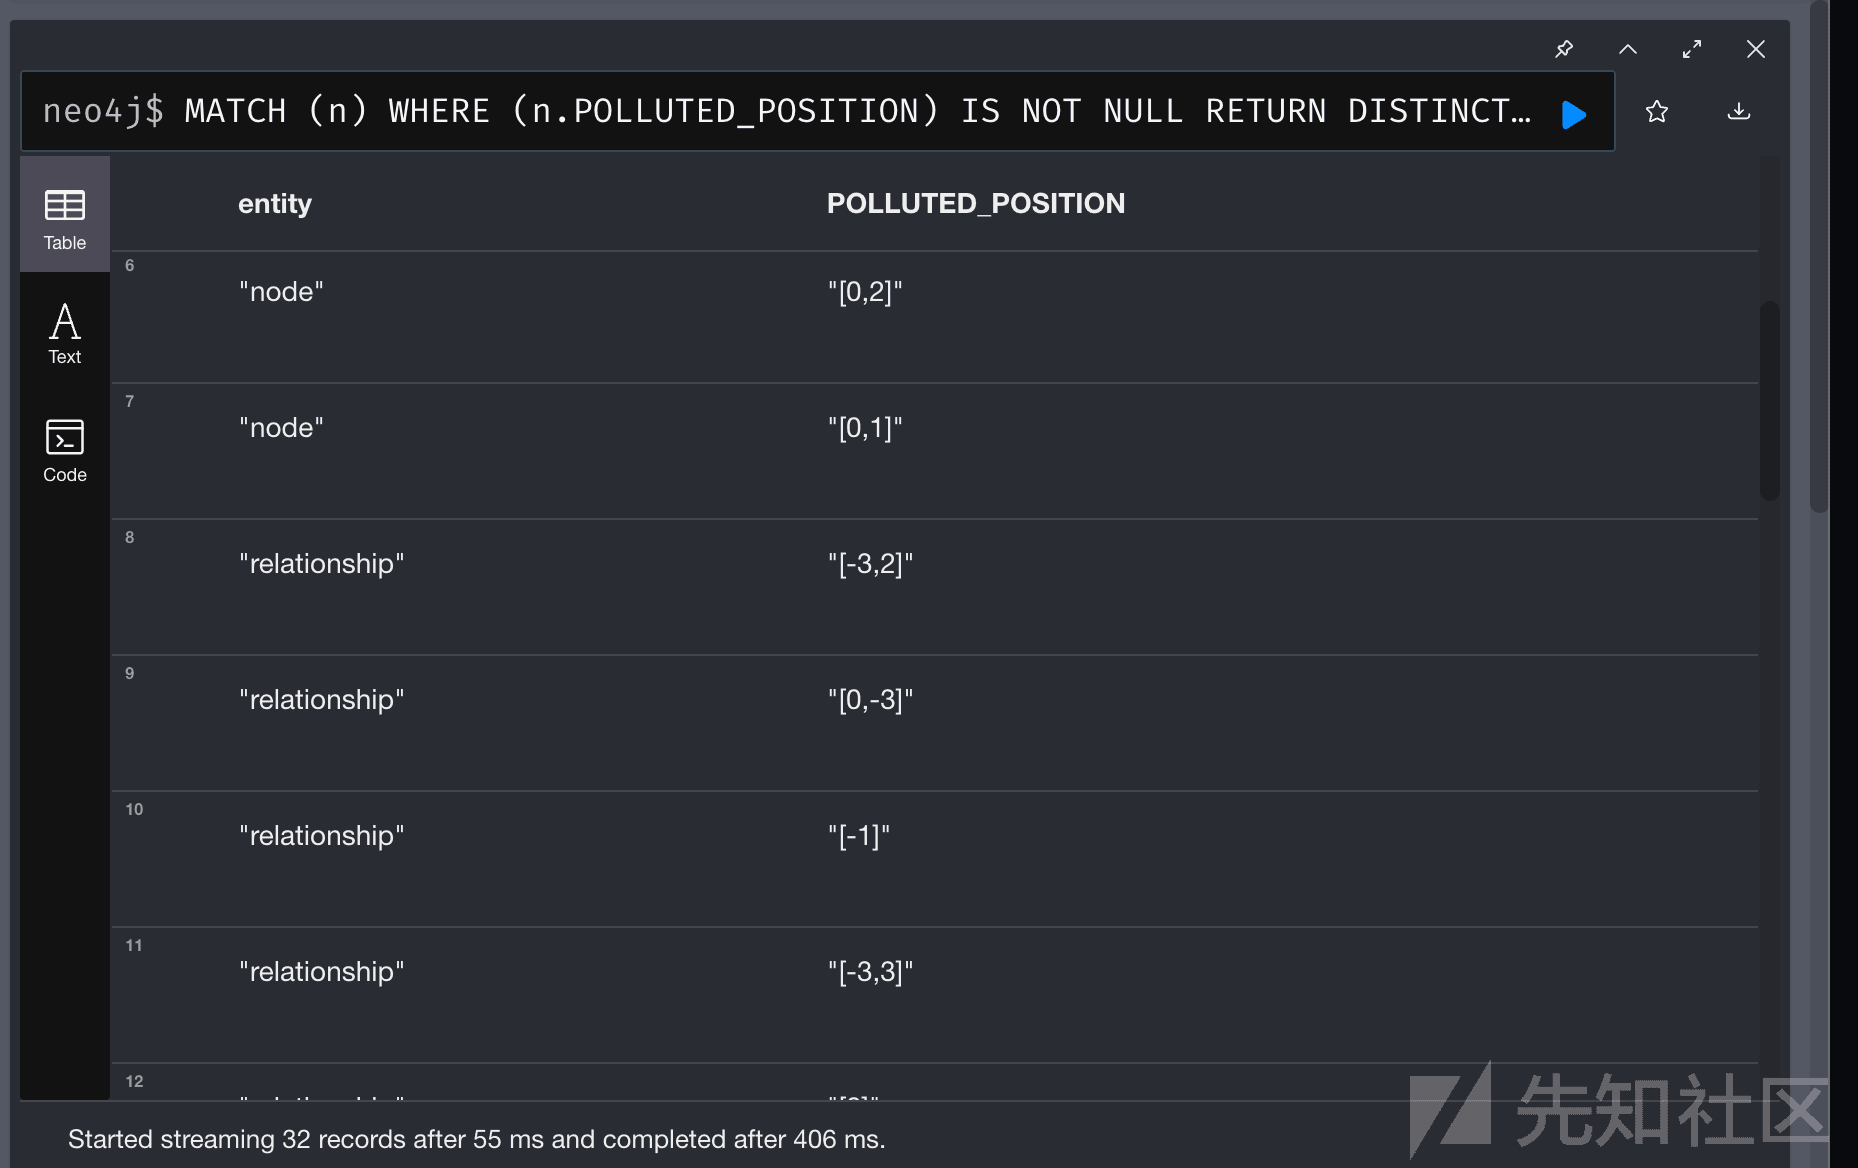 neo4j$ MATCH (n) WHERE (n.POLLUTED_POSITION) IS NOT NULL RETURN DISTINCT…
Table
Text
Code
entity POLLUTED_POSITION
6 "node" "[0,2]"
7 "node" "[0,1]"
8 "relationship" "[-3,2]"
9 "relationship" "[0,-3]"
10 "relationship" "[-1]"
11 "relationship" "[-3,3]"
12
Started streaming 32 records after 55 ms and completed after 406 ms.
先知社区